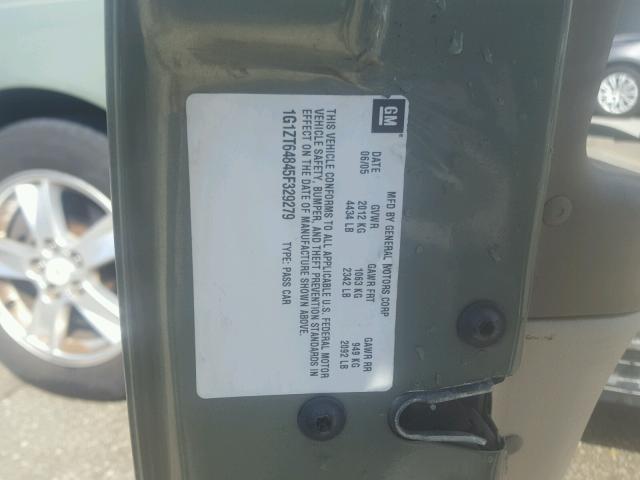 GM
MFD BY GENERAL MOTORS CORP
DATE GVWR GAWR FRT GAWR RR
06/05 2012 KG 1063 KG 949 KG
4434 LB 2342 LB 2092 LB
THIS VEHICLE CONFORMS TO ALL APPLICABLE U.S. FEDERAL MOTOR
VEHICLE SAFETY, BUMPER, AND THEFT PREVENTION STANDARDS IN
EFFECT ON THE DATE OF MANUFACTURE SHOWN ABOVE.
1G1ZT64845F329279 TYPE: PASS CAR